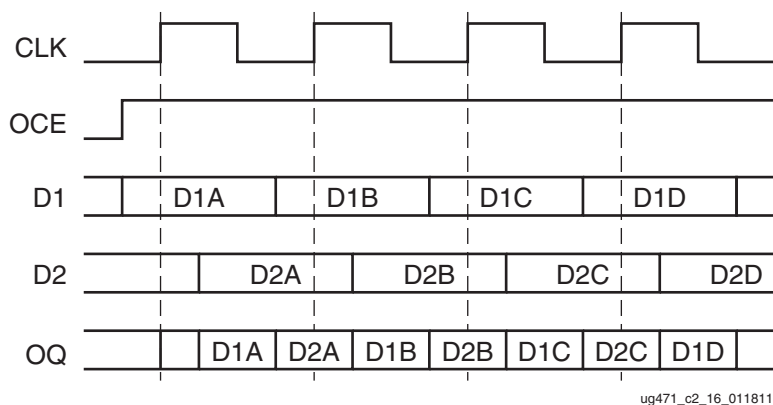 CLK
OCE
D1 D1A D1B D1C D1D
D2 D2A D2B D2C D2D
OQ D1A D2A D1B D2B D1C D2C D1D
ug471_c2_16_011811